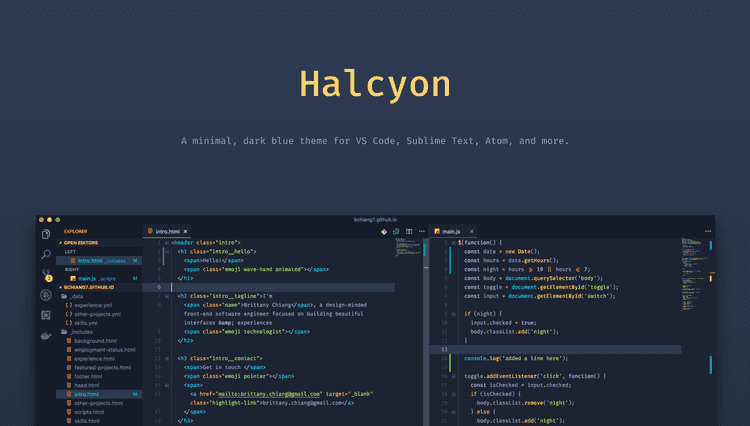 Halcyon
A minimal, dark blue theme for VS Code, Sublime Text, Atom, and more.
bchiang7.github.io
EXPLORER
OPEN EDITORS
LEFT
intro.html _includes M
RIGHT
main.js _scripts M
BCHIANG7.GITHUB.IO
_data
experience.yml
other-projects.yml
skills.yml
_includes
background.html
employment-status.html
experience.html
featured-projects.html
footer.html
head.html
intro.html M
other-projects.html
scripts.html
skills.html
intro.html
1 <header class="intro">
2 <h1 class="intro__hello">
3 <span>Hello!</span>
4 <span class="emoji wave-hand animated"></span>
5 </h1>
6
7 <h2 class="intro__tagline">I'm
8 <span class="name">Brittany Chiang</span>, a design-minded
front-end software engineer focused on building beautiful
interfaces &amp; experiences
9 <span class="emoji technologist"></span>
10 </h2>
11
12 <h3 class="intro__contact">
13 <span>Get in touch </span>
14 <span class="emoji pointer"></span>
15 <span>
16 <a href="mailto:brittany.chiang@gmail.com" target="_blank"
class="highlight-link">brittany.chiang@gmail.com</a>
17 </span>
18 </h3>
main.js
1 $(function() {
2 const date = new Date();
3 const hours = date.getHours();
4 const night = hours ≥ 19 || hours ≤ 7;
5 const body = document.querySelector('body');
6 const toggle = document.getElementById('toggle');
7 const input = document.getElementById('switch');
8
9 if (night) {
10 input.checked = true;
11 body.classList.add('night');
12 }
13
14 console.log('added a line here');
15
16 toggle.addEventListener('click', function() {
17 const isChecked = input.checked;
18 if (isChecked) {
19 body.classList.remove('night');
20 } else {
21 body.classList.add('night');